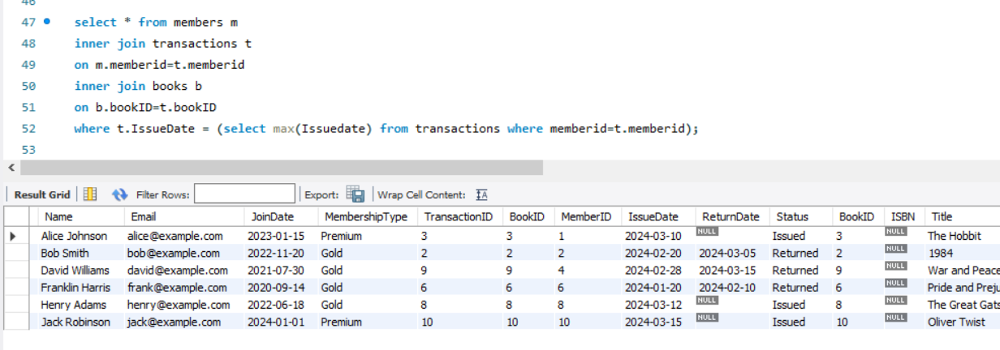 46
47 select * from members m
48 inner join transactions t
49 on m.memberid=t.memberid
50 inner join books b
51 on b.bookID=t.bookID
52 where t.IssueDate = (select max(Issuedate) from transactions where memberid=t.memberid);
53
Result Grid Filter Rows: Export: Wrap Cell Content: IA
Name Email JoinDate MembershipType TransactionID BookID MemberID IssueDate ReturnDate Status BookID ISBN Title
Alice Johnson alice@example.com 2023-01-15 Premium 3 3 1 2024-03-10 NULL Issued 3 NULL The Hobbit
Bob Smith bob@example.com 2022-11-20 Gold 2 2 2 2024-02-20 2024-03-05 Returned 2 NULL 1984
David Williams david@example.com 2021-07-30 Gold 9 9 4 2024-02-28 2024-03-15 Returned 9 NULL War and Peace
Franklin Harris frank@example.com 2020-09-14 Gold 6 6 6 2024-01-20 2024-02-10 Returned 6 NULL Pride and Preju
Henry Adams henry@example.com 2022-06-18 Gold 8 8 8 2024-03-12 NULL Issued 8 NULL The Great Gats
Jack Robinson jack@example.com 2024-01-01 Premium 10 10 10 2024-03-15 NULL Issued 10 NULL Oliver Twist